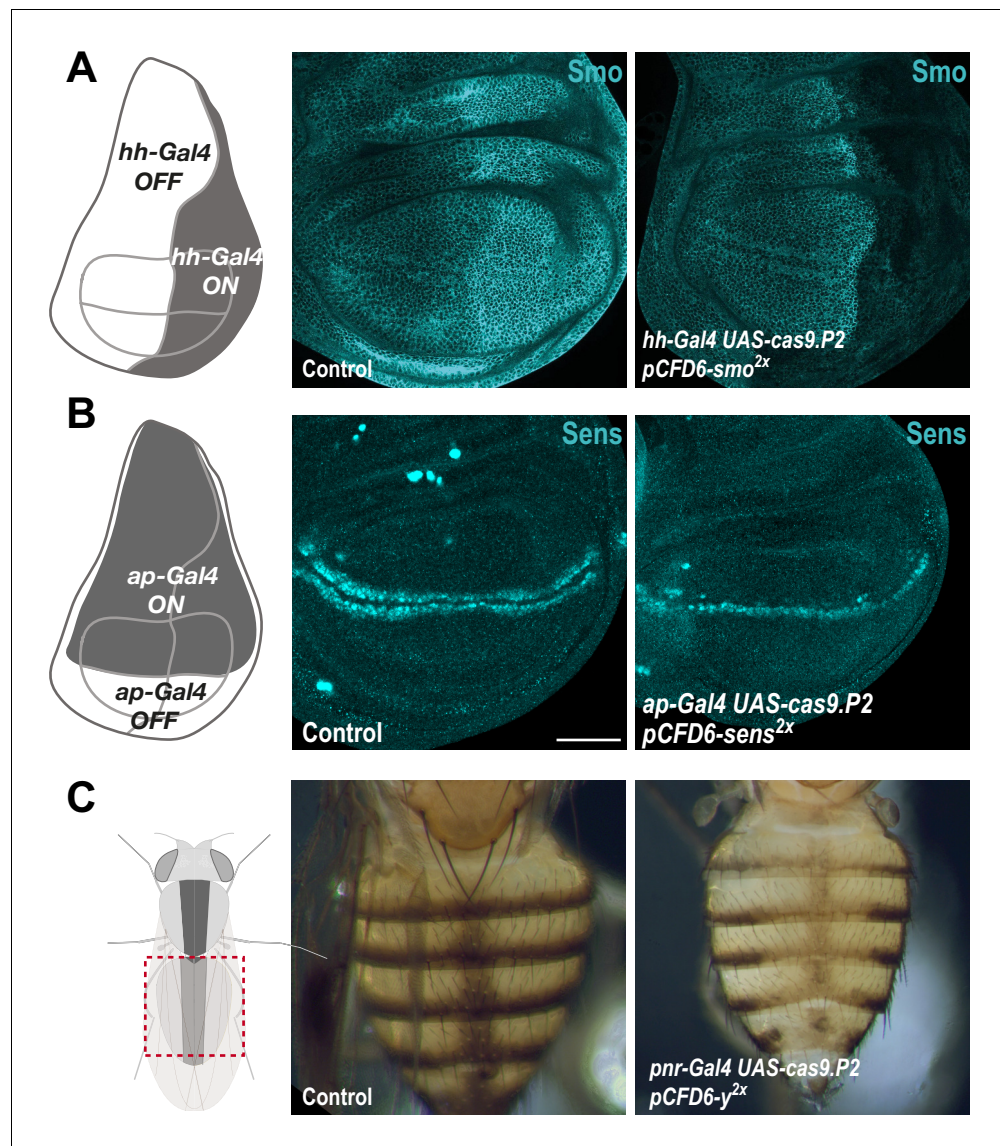 A
hh-Gal4
OFF
hh-Gal4
ON
Smo
Control
Smo
hh-Gal4 UAS-cas9.P2
pCFD6-smo2x
B
ap-Gal4
ON
ap-Gal4
OFF
Sens
Control
Sens
ap-Gal4 UAS-cas9.P2
pCFD6-sens2x
C
Control
pnr-Gal4 UAS-cas9.P2
pCFD6-y2x